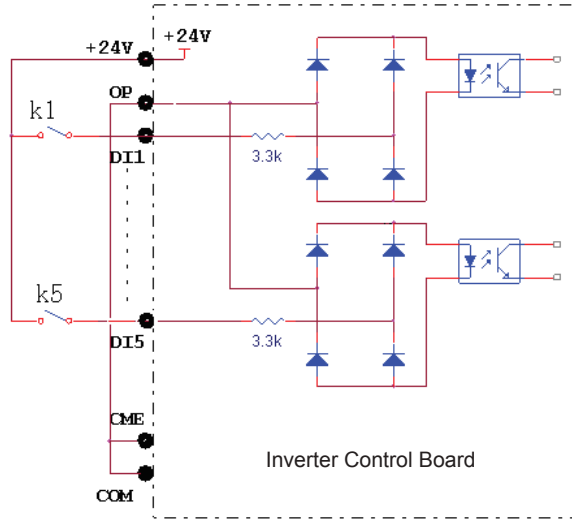 +24V
+24V
OP
k1
DI1
3.3k
k5
DI5
3.3k
CME
COM
Inverter Control Board